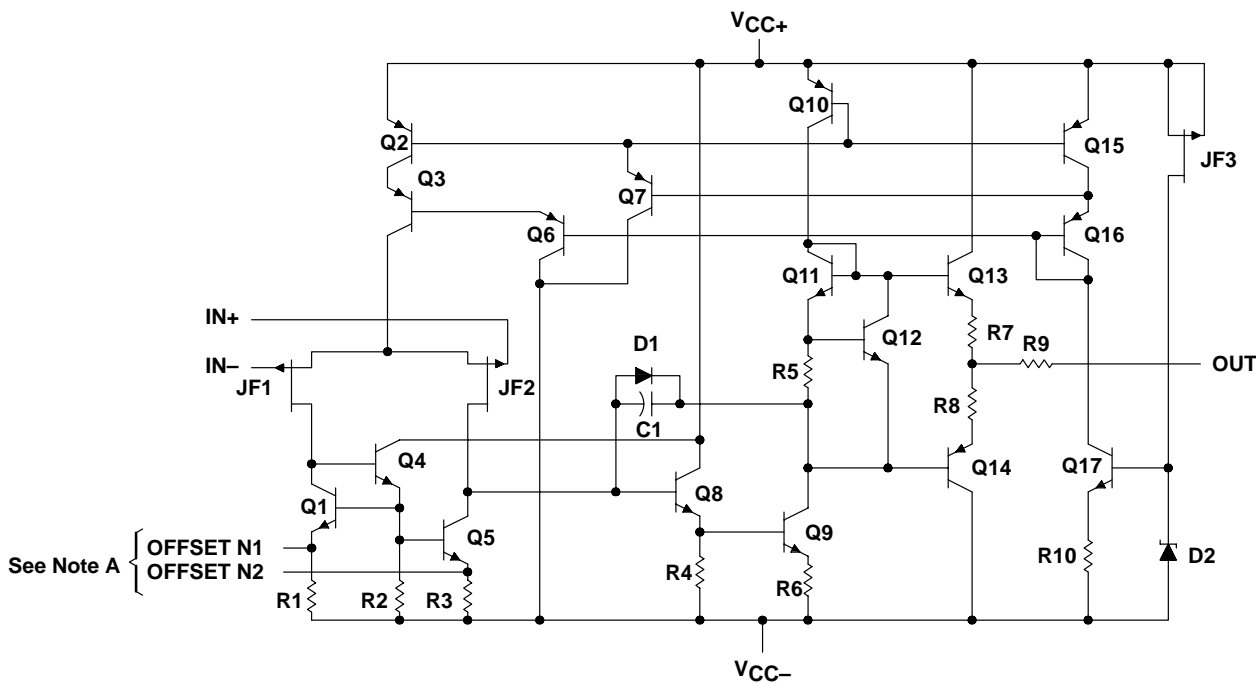 VCC+
Q10
Q2
Q15
JF3
Q3
Q7
Q6
Q16
Q11
Q13
IN+
R7
Q12
R9
D1
IN–
OUT
JF1
JF2
R5
R8
C1
Q4
Q14
Q17
Q8
Q1
Q5
Q9
OFFSET N1
See Note A
OFFSET N2
D2
R10
R4
R6
R1
R2
R3
VCC–